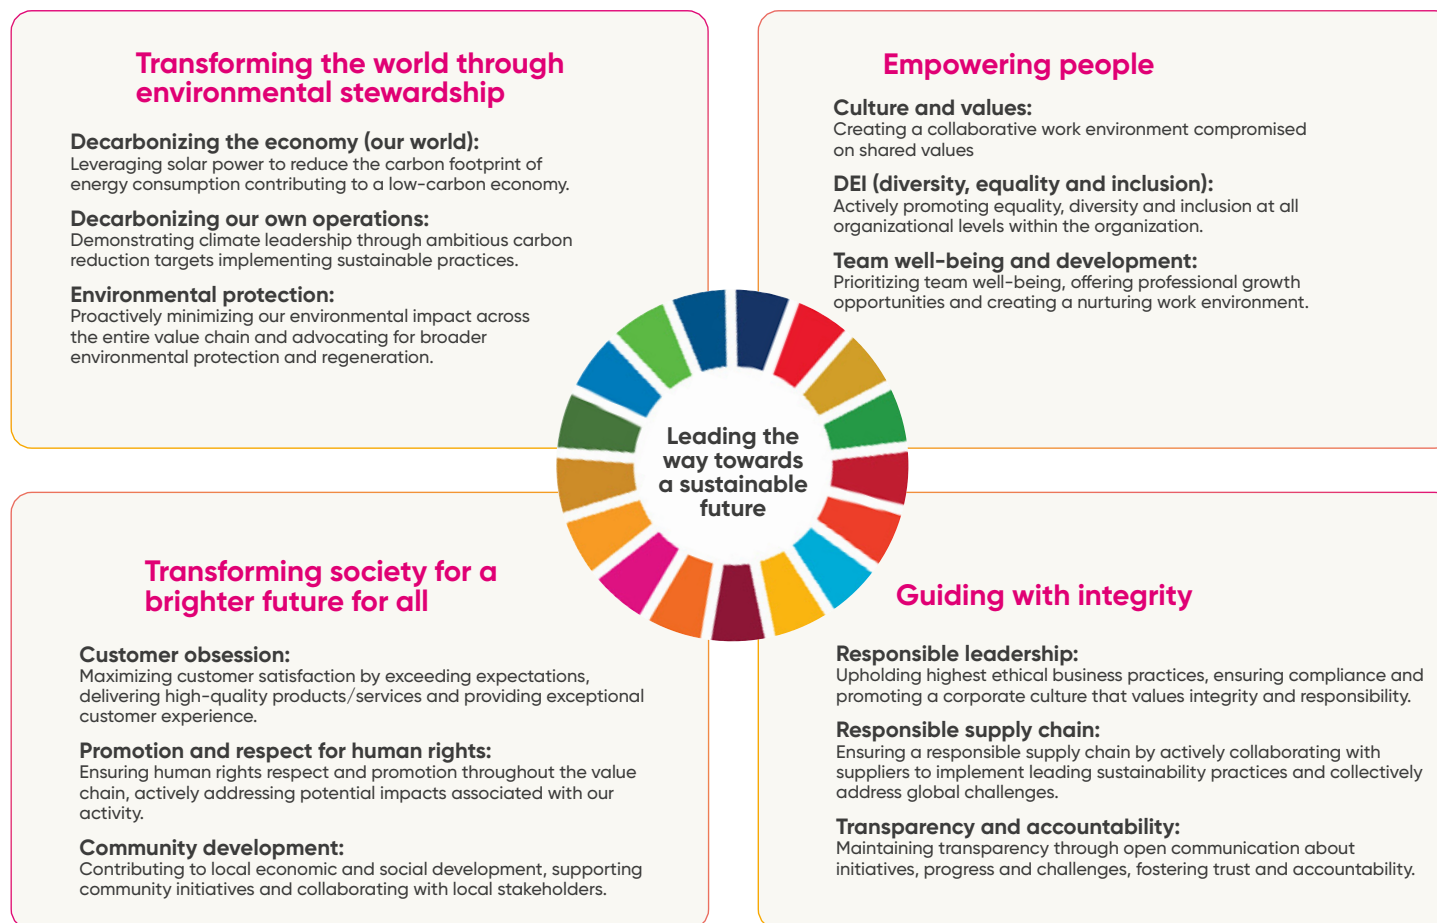 Transforming the world through
environmental stewardship
Decarbonizing the economy (our world):
Leveraging solar power to reduce the carbon footprint of
energy consumption contributing to a low-carbon economy.
Decarbonizing our own operations:
Demonstrating climate leadership through ambitious carbon
reduction targets implementing sustainable practices.
Environmental protection:
Proactively minimizing our environmental impact across
the entire value chain and advocating for broader
environmental protection and regeneration.
Empowering people
Culture and values:
Creating a collaborative work environment compromised
on shared values
DEI (diversity, equality and inclusion):
Actively promoting equality, diversity and inclusion at all
organizational levels within the organization.
Team well-being and development:
Prioritizing team well-being, offering professional growth
opportunities and creating a nurturing work environment.
Leading the
way towards
a sustainable
future
Transforming society for a
brighter future for all
Customer obsession:
Maximizing customer satisfaction by exceeding expectations,
delivering high-quality products/services and providing exceptional
customer experience.
Promotion and respect for human rights:
Ensuring human rights respect and promotion throughout the value
chain, actively addressing potential impacts associated with our
activity.
Community development:
Contributing to local economic and social development, supporting
community initiatives and collaborating with local stakeholders.
Guiding with integrity
Responsible leadership:
Upholding highest ethical business practices, ensuring compliance and
promoting a corporate culture that values integrity and responsibility.
Responsible supply chain:
Ensuring a responsible supply chain by actively collaborating with
suppliers to implement leading sustainability practices and collectively
address global challenges.
Transparency and accountability:
Maintaining transparency through open communication about
initiatives, progress and challenges, fostering trust and accountability.